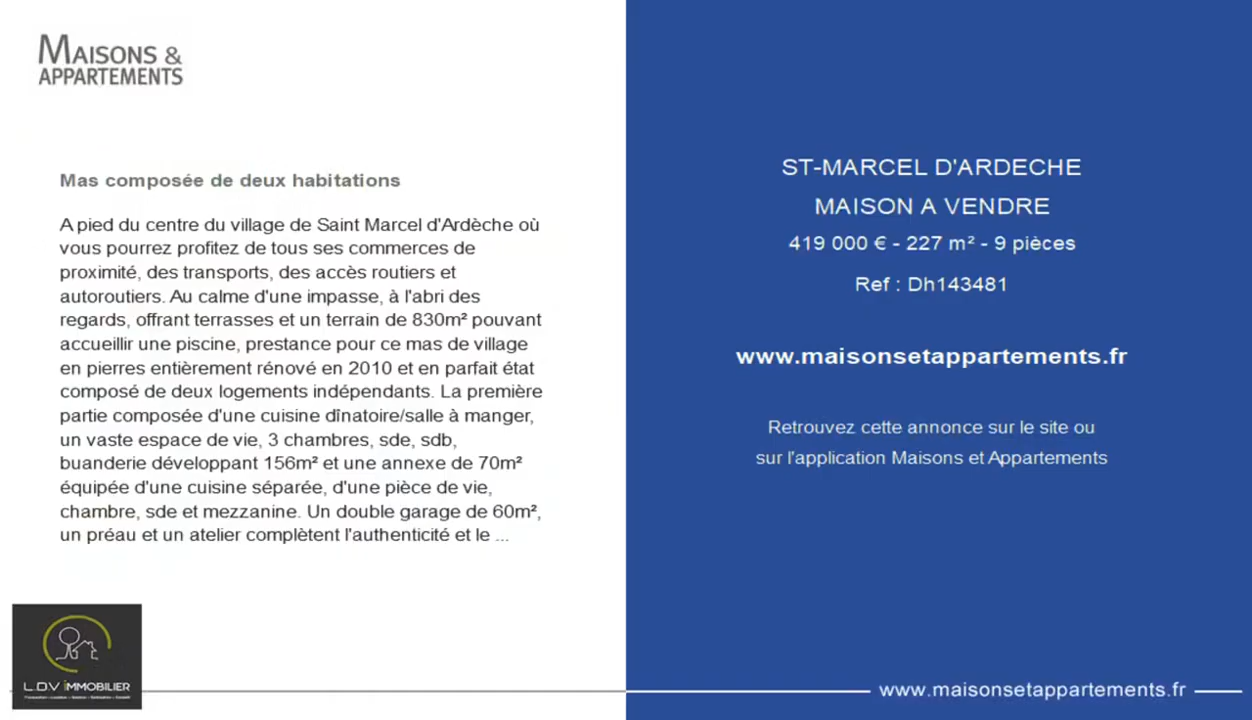 MAISONS &
APPARTEMENTS
Mas composée de deux habitations
A pied du centre du village de Saint Marcel d'Ardèche où
vous pourrez profitez de tous ses commerces de
proximité, des transports, des accès routiers et
autoroutiers. Au calme d'une impasse, à l'abri des
regards, offrant terrasses et un terrain de 830m² pouvant
accueillir une piscine, prestance pour ce mas de village
en pierres entièrement rénové en 2010 et en parfait état
composé de deux logements indépendants. La première
partie composée d'une cuisine dînatoire/salle à manger,
un vaste espace de vie, 3 chambres, sde, sdb,
buanderie développant 156m² et une annexe de 70m²
équipée d'une cuisine séparée, d'une pièce de vie,
chambre, sde et mezzanine. Un double garage de 60m²,
un préau et un atelier complètent l'authenticité et le ...
L.D.V iMMOBILIER
ST-MARCEL D'ARDECHE
MAISON A VENDRE
419 000 € - 227 m² - 9 pièces
Ref : Dh143481
www.maisonsetappartements.fr
Retrouvez cette annonce sur le site ou
sur l'application Maisons et Appartements
www.maisonsetappartements.fr